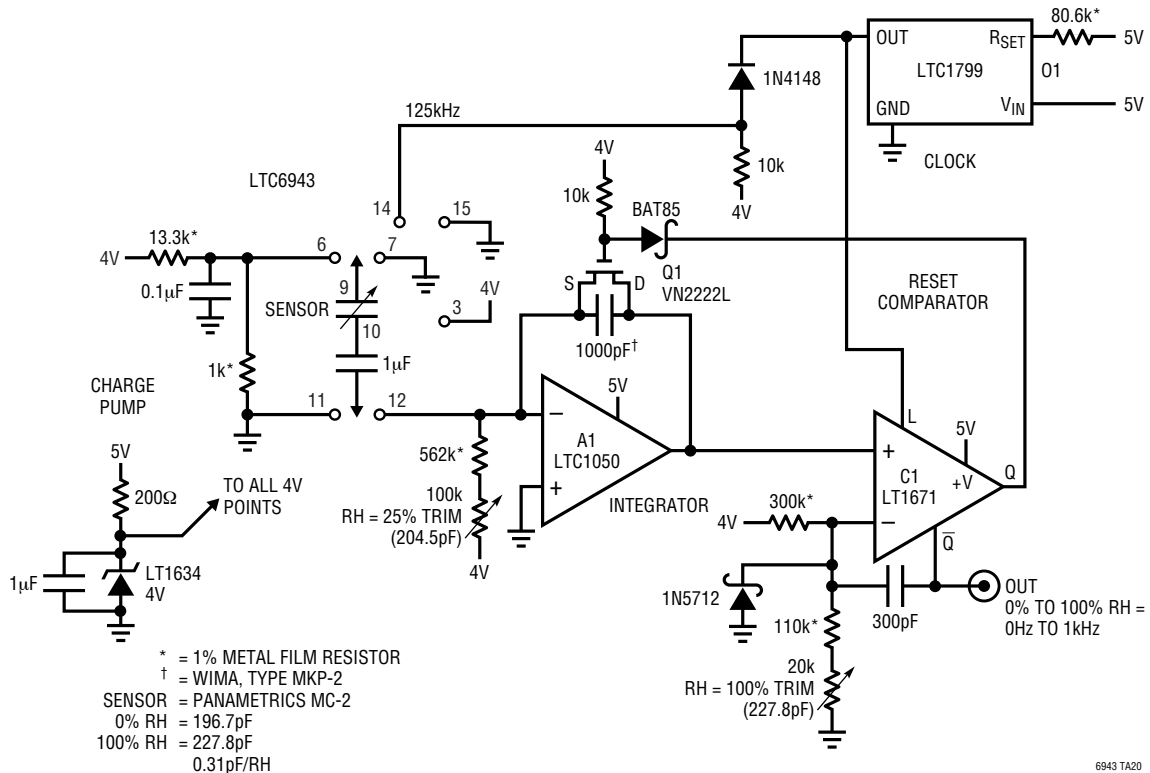 80.6k*
OUT
RSET
5V
LTC1799
O1
1N4148
GND
VIN
5V
125kHz
CLOCK
4V
10k
LTC6943
10k
BAT85
4V
14
15
13.3k*
4V
6
7
Q1
VN2222L
S
D
RESET
COMPARATOR
0.1µF
SENSOR
9
4V
3
10
1000pF†
1k*
1µF
CHARGE
PUMP
11
12
5V
L
5V
–
A1
LTC1050
+
+
C1
LT1671
+V
Q
–
Q̅
562k*
INTEGRATOR
5V
200Ω
TO ALL 4V
POINTS
100k
RH = 25% TRIM
(204.5pF)
4V
300k*
4V
1µF
LT1634
4V
1N5712
300pF
OUT
0% TO 100% RH =
0Hz TO 1kHz
110k*
20k
RH = 100% TRIM
(227.8pF)
* = 1% METAL FILM RESISTOR
† = WIMA, TYPE MKP-2
SENSOR = PANAMETRICS MC-2
0% RH = 196.7pF
100% RH = 227.8pF
0.31pF/RH
6943 TA20